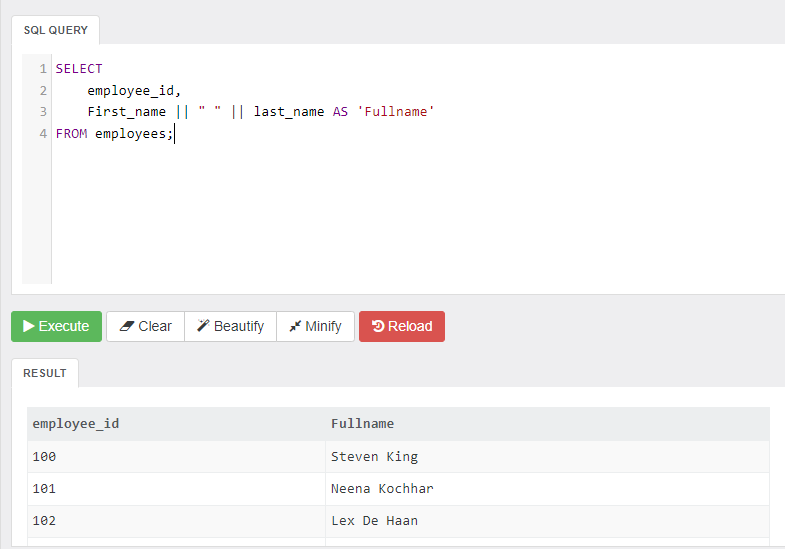 SQL QUERY
1 SELECT
2 employee_id,
3 First_name || " " || last_name AS 'Fullname'
4 FROM employees;
Execute Clear Beautify Minify Reload
RESULT
employee_id Fullname
100 Steven King
101 Neena Kochhar
102 Lex De Haan